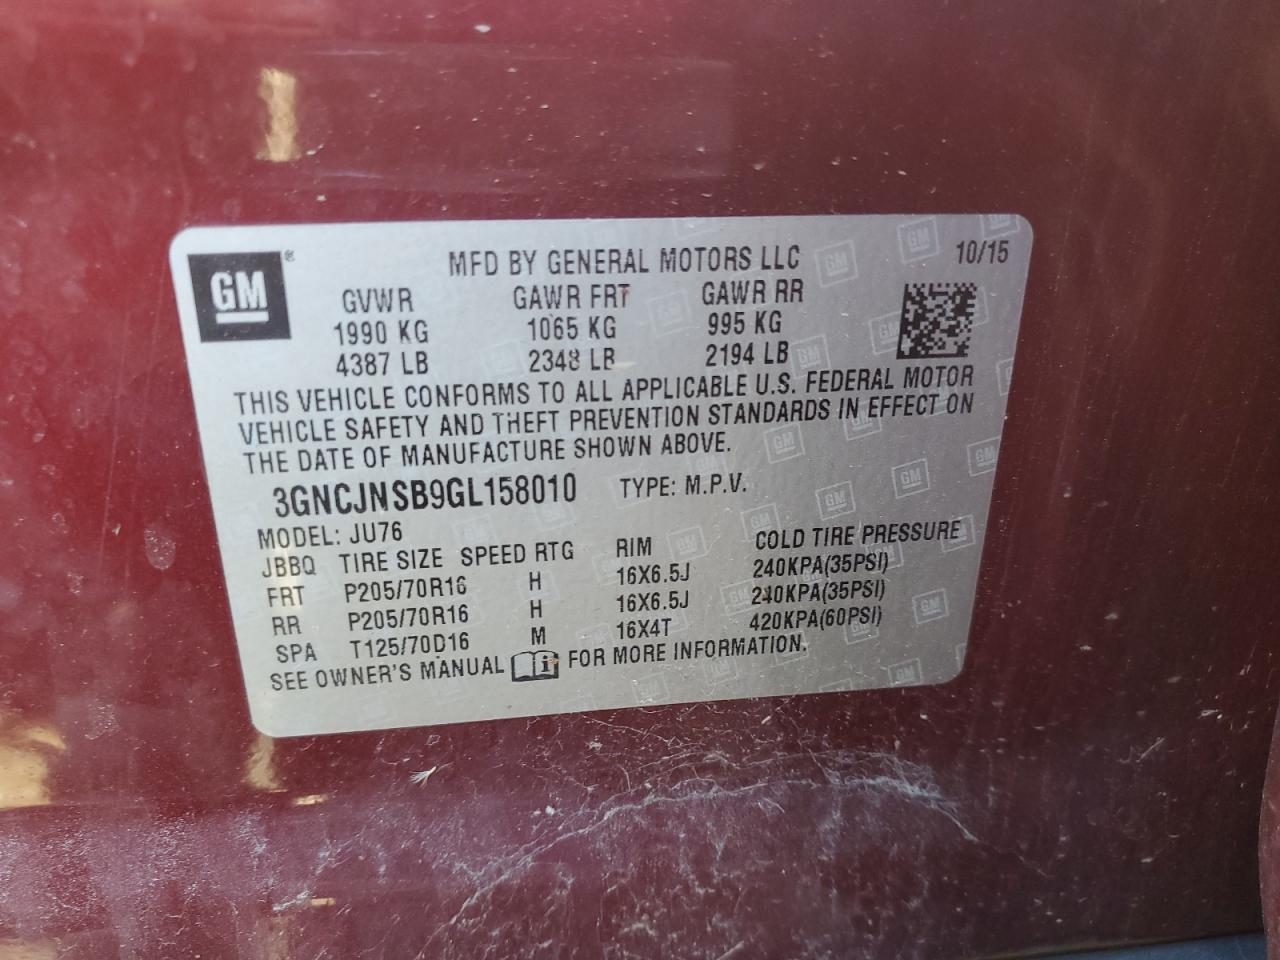 GM®
MFD BY GENERAL MOTORS LLC 10/15
GVWR GAWR FRT GAWR RR
1990 KG 1065 KG 995 KG
4387 LB 2348 LB 2194 LB
THIS VEHICLE CONFORMS TO ALL APPLICABLE U.S. FEDERAL MOTOR
VEHICLE SAFETY AND THEFT PREVENTION STANDARDS IN EFFECT ON
THE DATE OF MANUFACTURE SHOWN ABOVE.
3GNCJNSB9GL158010 TYPE: M.P.V.
MODEL: JU76
JBBQ TIRE SIZE SPEED RTG RIM COLD TIRE PRESSURE
FRT P205/70R16 H 16X6.5J 240KPA(35PSI)
RR P205/70R16 H 16X6.5J 240KPA(35PSI)
SPA T125/70D16 M 16X4T 420KPA(60PSI)
SEE OWNER'S MANUAL i FOR MORE INFORMATION.